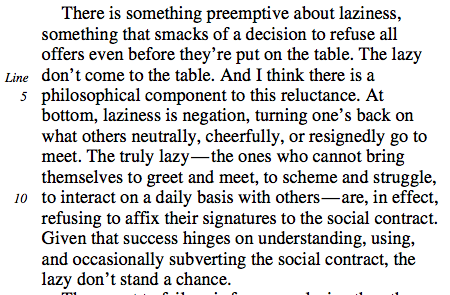 There is something preemptive about laziness,
something that smacks of a decision to refuse all
offers even before they're put on the table. The lazy
Line don't come to the table. And I think there is a
5 philosophical component to this reluctance. At
bottom, laziness is negation, turning one's back on
what others neutrally, cheerfully, or resignedly go to
meet. The truly lazy—the ones who cannot bring
themselves to greet and meet, to scheme and struggle,
10 to interact on a daily basis with others—are, in effect,
refusing to affix their signatures to the social contract.
Given that success hinges on understanding, using,
and occasionally subverting the social contract, the
lazy don't stand a chance.